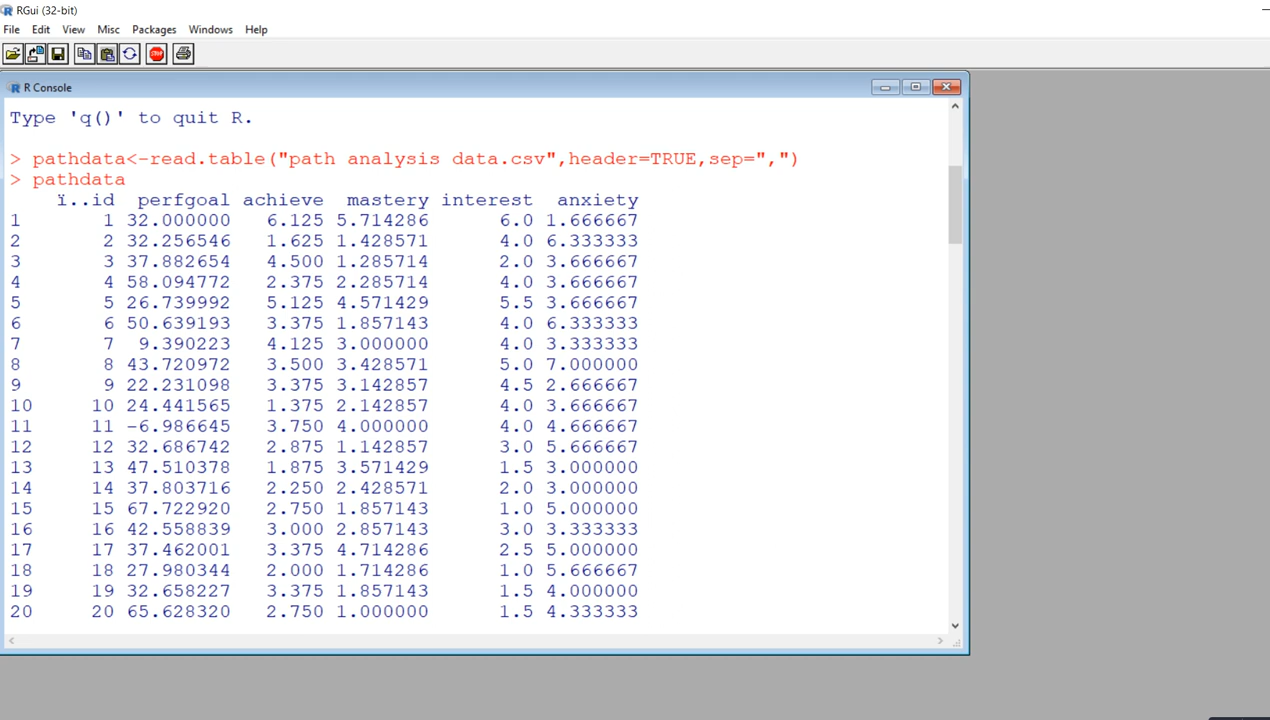 RGui (32-bit)
File Edit View Misc Packages Windows Help
STOP
R Console
Type 'q()' to quit R.
> pathdata<-read.table("path analysis data.csv",header=TRUE,sep=",")
> pathdata
ï..id perfgoal achieve mastery interest anxiety
1 1 32.000000 6.125 5.714286 6.0 1.666667
2 2 32.256546 1.625 1.428571 4.0 6.333333
3 3 37.882654 4.500 1.285714 2.0 3.666667
4 4 58.094772 2.375 2.285714 4.0 3.666667
5 5 26.739992 5.125 4.571429 5.5 3.666667
6 6 50.639193 3.375 1.857143 4.0 6.333333
7 7 9.390223 4.125 3.000000 4.0 3.333333
8 8 43.720972 3.500 3.428571 5.0 7.000000
9 9 22.231098 3.375 3.142857 4.5 2.666667
10 10 24.441565 1.375 2.142857 4.0 3.666667
11 11 -6.986645 3.750 4.000000 4.0 4.666667
12 12 32.686742 2.875 1.142857 3.0 5.666667
13 13 47.510378 1.875 3.571429 1.5 3.000000
14 14 37.803716 2.250 2.428571 2.0 3.000000
15 15 67.722920 2.750 1.857143 1.0 5.000000
16 16 42.558839 3.000 2.857143 3.0 3.333333
17 17 37.462001 3.375 4.714286 2.5 5.000000
18 18 27.980344 2.000 1.714286 1.0 5.666667
19 19 32.658227 3.375 1.857143 1.5 4.000000
20 20 65.628320 2.750 1.000000 1.5 4.333333